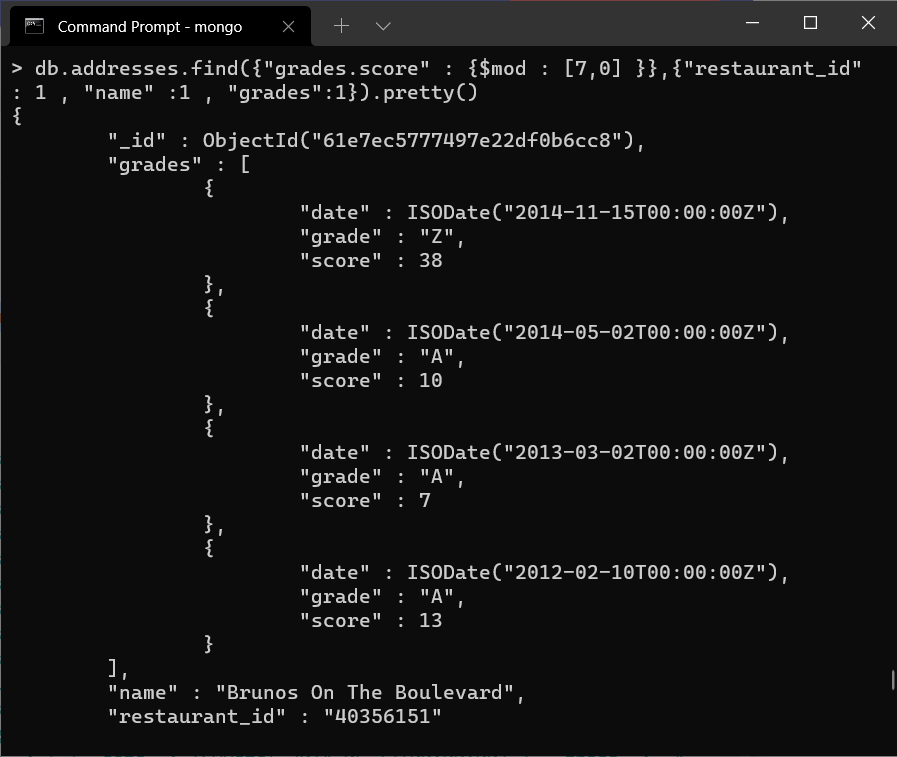 Command Prompt - mongo
> db.addresses.find({"grades.score" : {$mod : [7,0] }},{"restaurant_id"
: 1 , "name" :1 , "grades":1}).pretty()
{
"_id" : ObjectId("61e7ec5777497e22df0b6cc8"),
"grades" : [
{
"date" : ISODate("2014-11-15T00:00:00Z"),
"grade" : "Z",
"score" : 38
},
{
"date" : ISODate("2014-05-02T00:00:00Z"),
"grade" : "A",
"score" : 10
},
{
"date" : ISODate("2013-03-02T00:00:00Z"),
"grade" : "A",
"score" : 7
},
{
"date" : ISODate("2012-02-10T00:00:00Z"),
"grade" : "A",
"score" : 13
}
],
"name" : "Brunos On The Boulevard",
"restaurant_id" : "40356151"